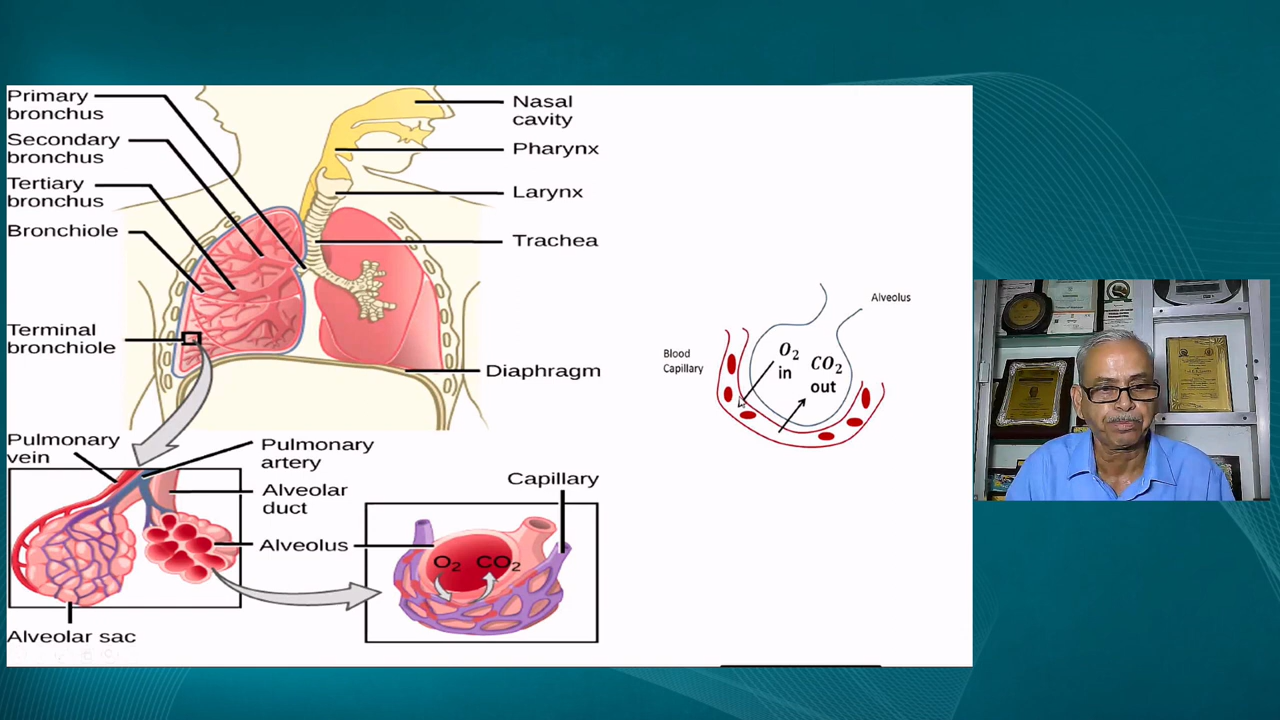 Primary
bronchus
Secondary
bronchus
Tertiary
bronchus
Bronchiole
Terminal
bronchiole
Nasal
cavity
Pharynx
Larynx
Trachea
Diaphragm
Pulmonary
vein
Pulmonary
artery
Alveolar
duct
Alveolus
Alveolar sac
Capillary
O₂ CO₂
Alveolus
Blood
Capillary
O₂
in
CO₂
out